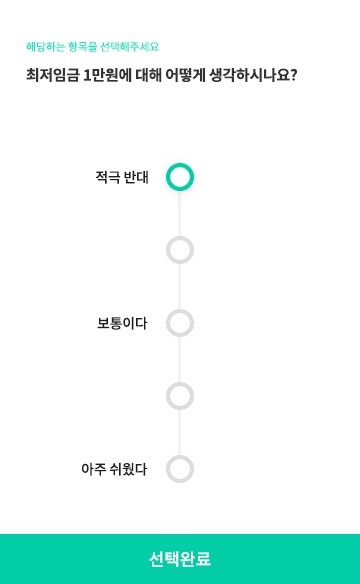 해당하는 항목을 선택해주세요
최저임금 1만원에 대해 어떻게 생각하시나요?
적극 반대
보통이다
아주 쉬웠다
선택완료